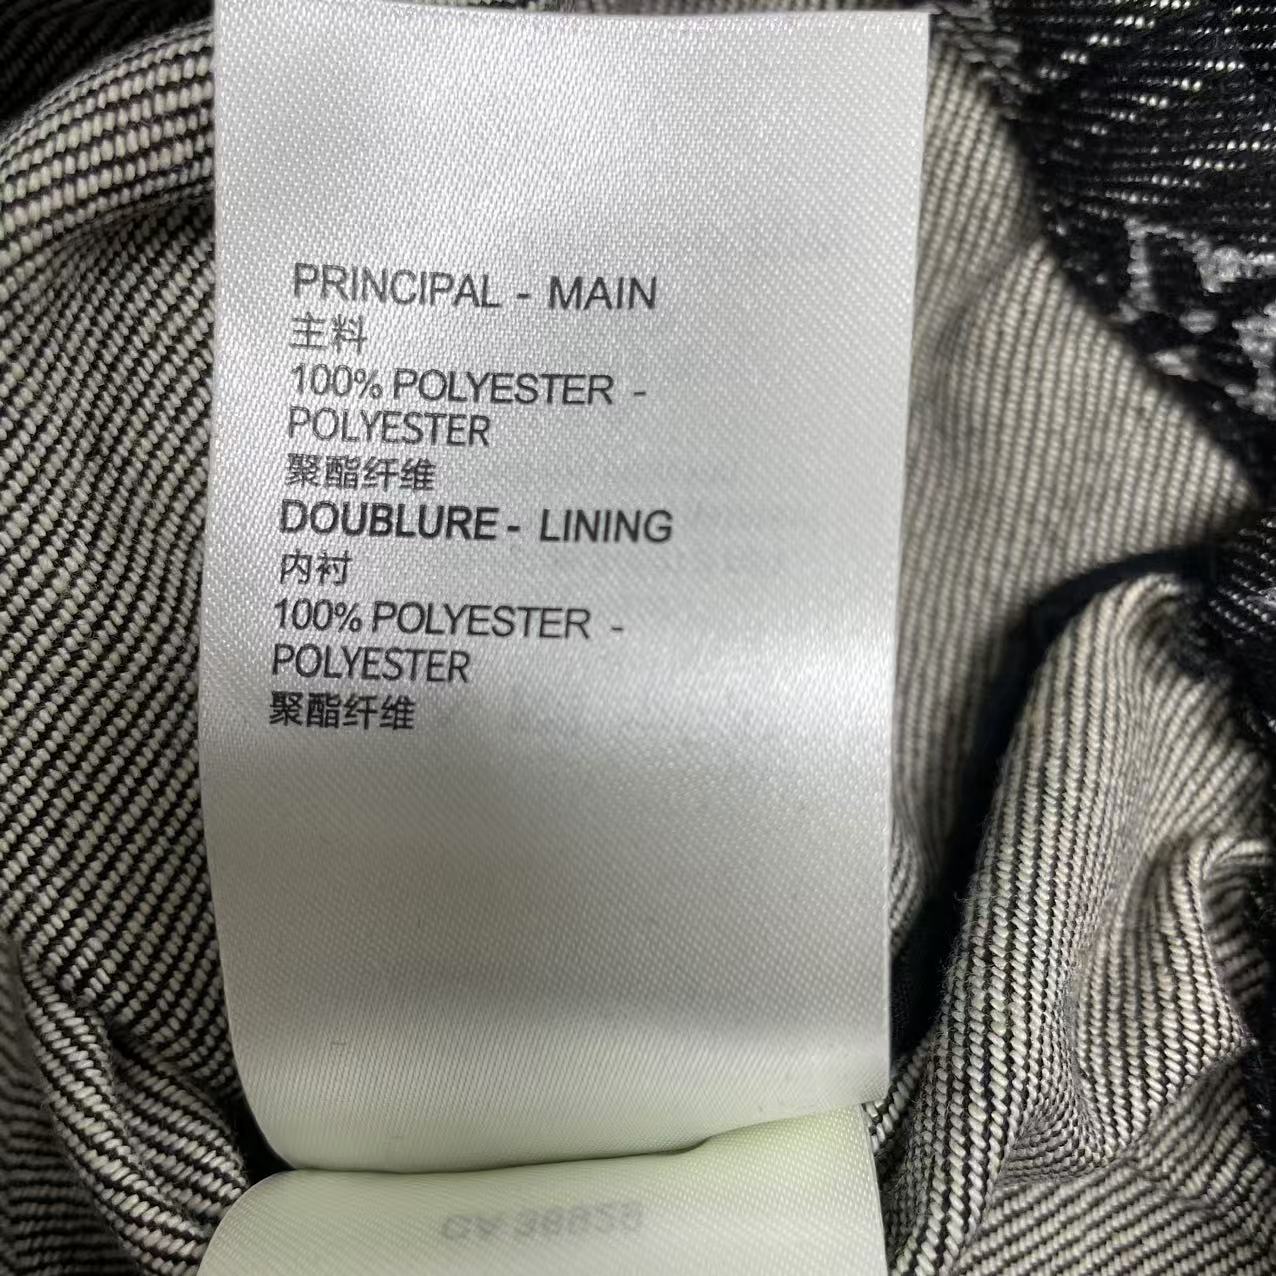 PRINCIPAL - MAIN
主料
100% POLYESTER -
POLYESTER
聚酯纤维
DOUBLURE - LINING
内衬
100% POLYESTER -
POLYESTER
聚酯纤维